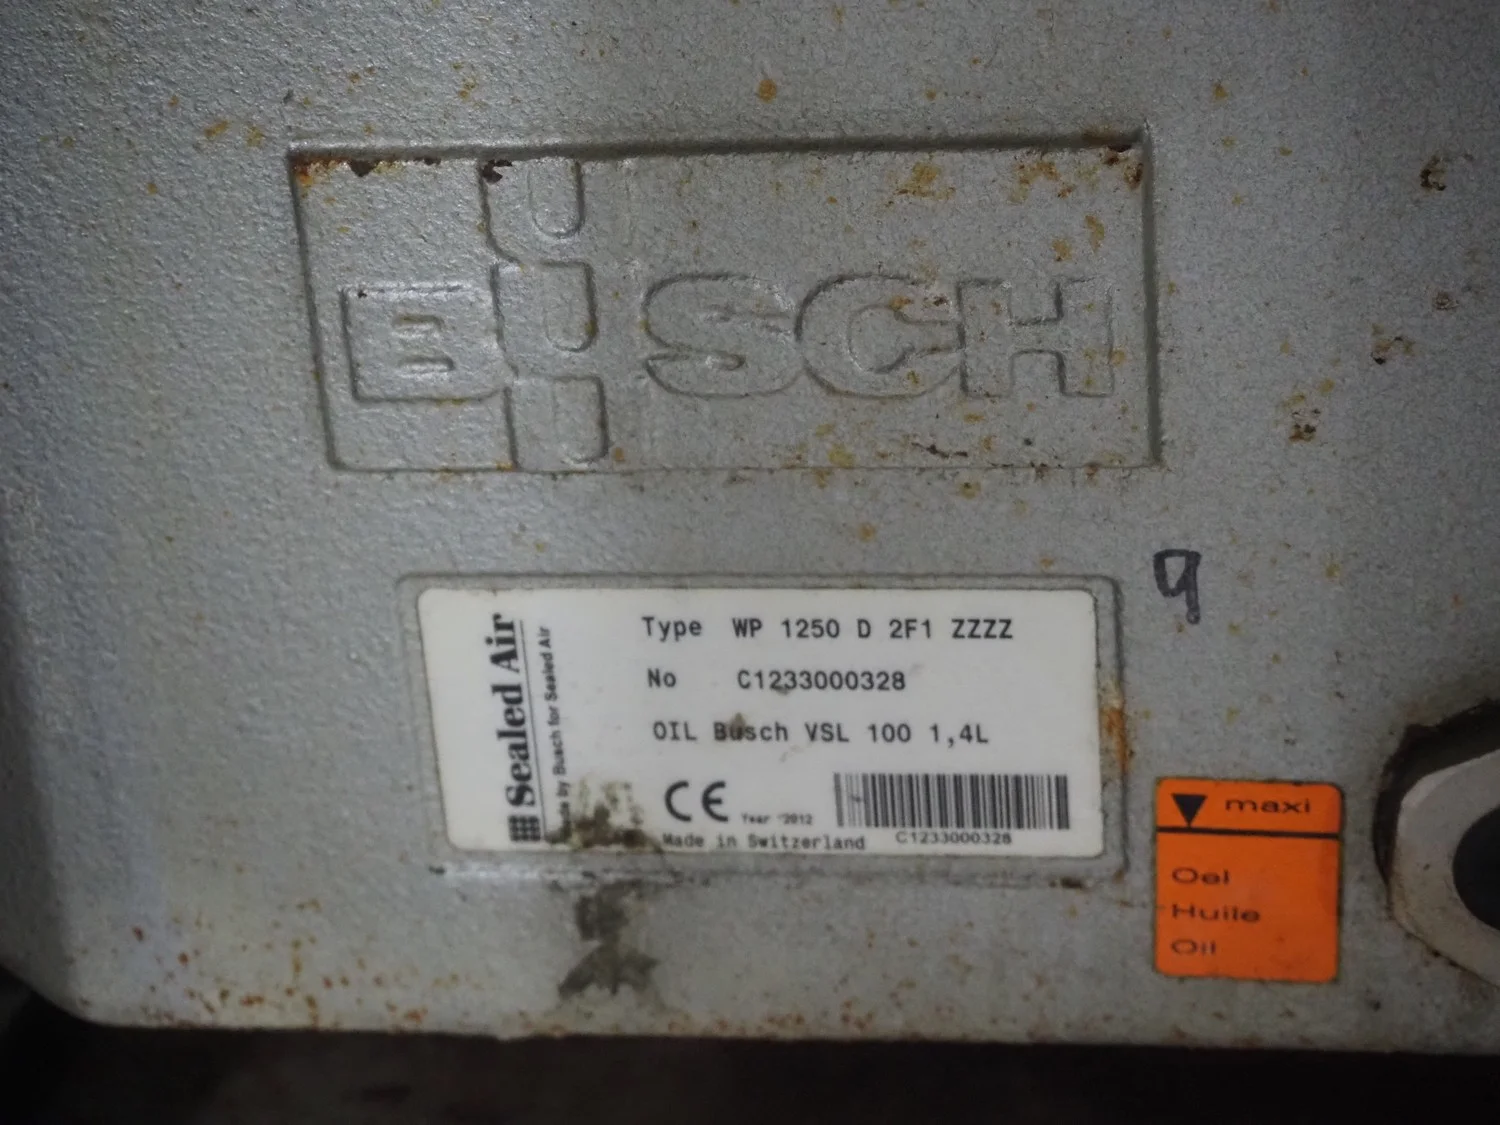 BUSCH
9
Sealed Air
Made by Busch for Sealed Air
Type WP 1250 D 2F1 ZZZZ
No C1233000328
OIL Busch VSL 100 1,4L
CE Year 2012
Made in Switzerland
C1233000328
maxi
Oel
Huile
Oil